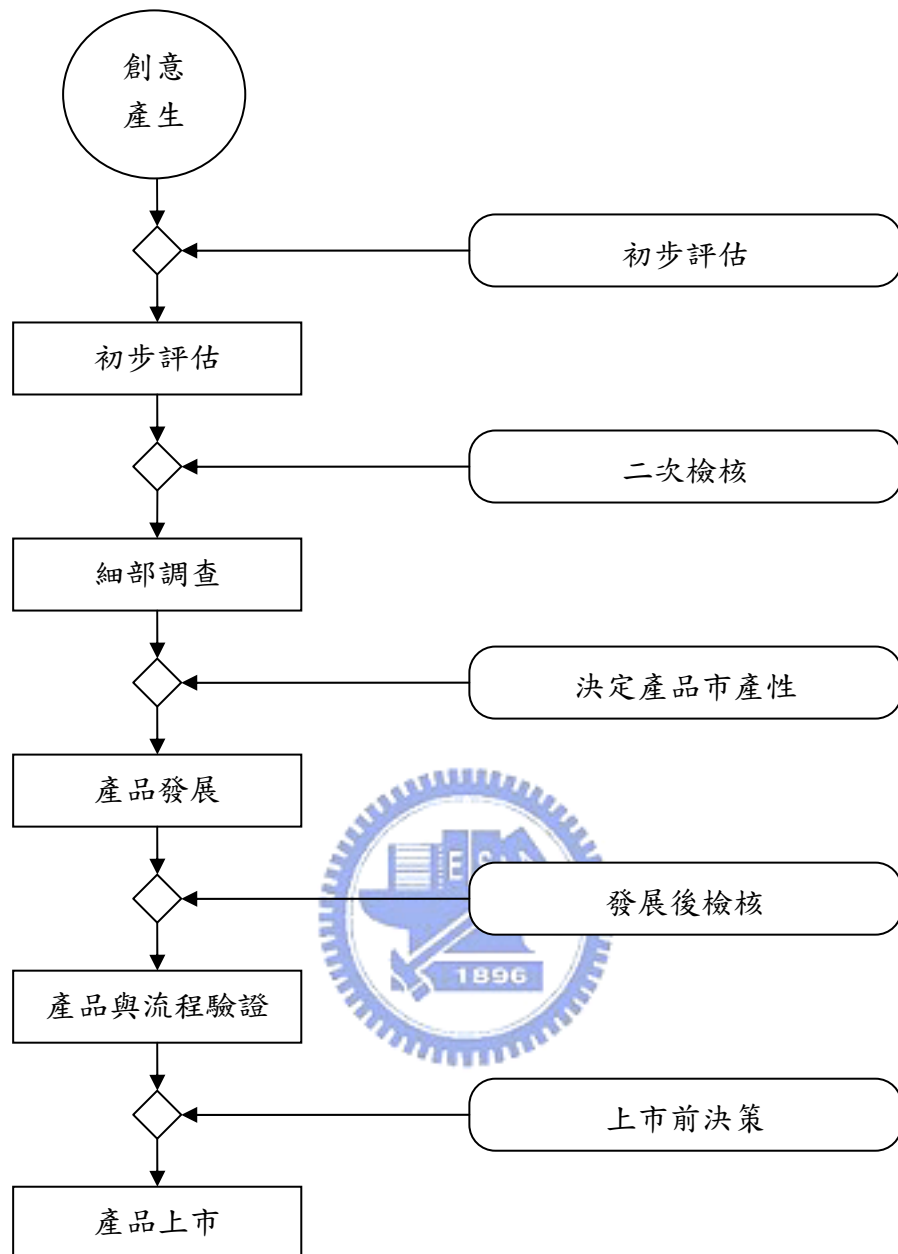 創意
產生
初步評估
初步評估
二次檢核
細部調查
決定產品市產性
產品發展
發展後檢核
產品與流程驗證
1896
上市前決策
產品上市